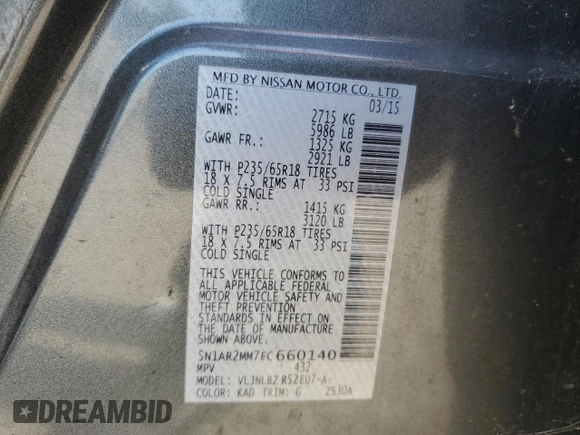 MFD BY NISSAN MOTOR CO., LTD.
DATE: 03/15
GVWR: 2715 KG
5986 LB
GAWR FR.: 1325 KG
2921 LB
WITH P235/65R18 TIRES
18 X 7.5 RIMS AT 33 PSI
COLD SINGLE
GAWR RR.: 1415 KG
3120 LB
WITH P235/65R18 TIRES
18 X 7.5 RIMS AT 33 PSI
COLD SINGLE
THIS VEHICLE CONFORMS TO
ALL APPLICABLE FEDERAL
MOTOR VEHICLE SAFETY AND
THEFT PREVENTION
STANDARDS IN EFFECT ON
THE DATE OF MANUFACTURE
SHOWN ABOVE.
5N1AR2MM7EC660140
MPV 432
MODEL: VLJNLBZ R52EU7-A-
COLOR: KAD TRIM: G ZS30A
AUTOBIDMASTER